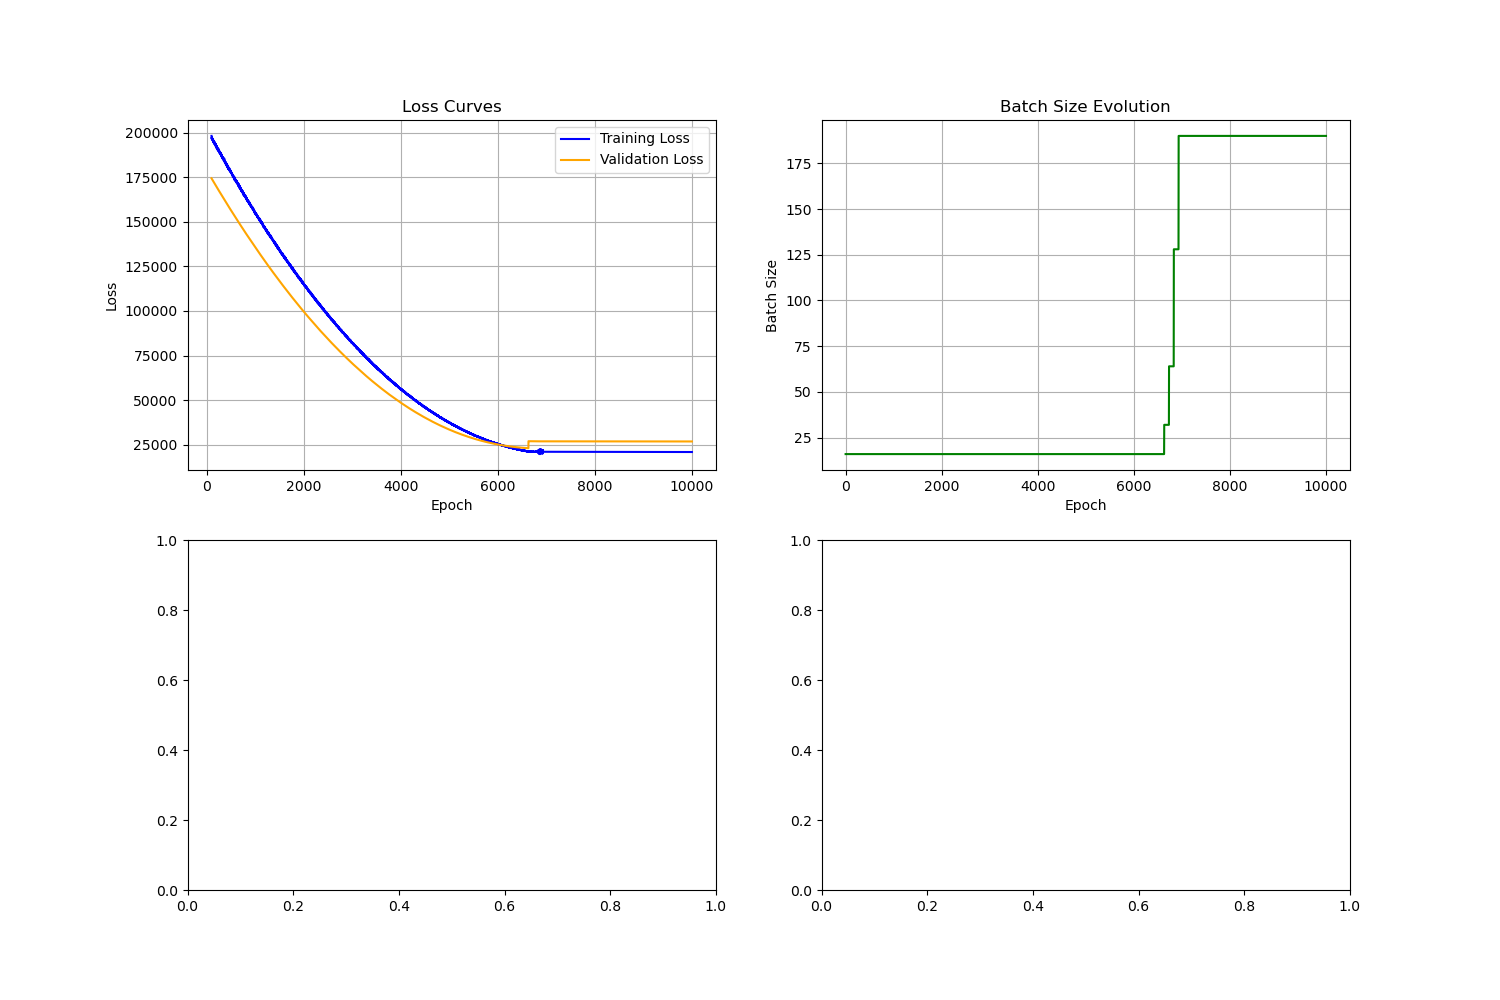 Loss Curves
200000
175000
150000
125000
100000
75000
50000
25000
Loss
Training Loss
Validation Loss
0 2000 4000 6000 8000 10000
Epoch
Batch Size Evolution
175
150
125
100
75
50
25
Batch Size
0 2000 4000 6000 8000 10000
Epoch
1.0
0.8
0.6
0.4
0.2
0.0
0.0 0.2 0.4 0.6 0.8 1.0
1.0
0.8
0.6
0.4
0.2
0.0
0.0 0.2 0.4 0.6 0.8 1.0